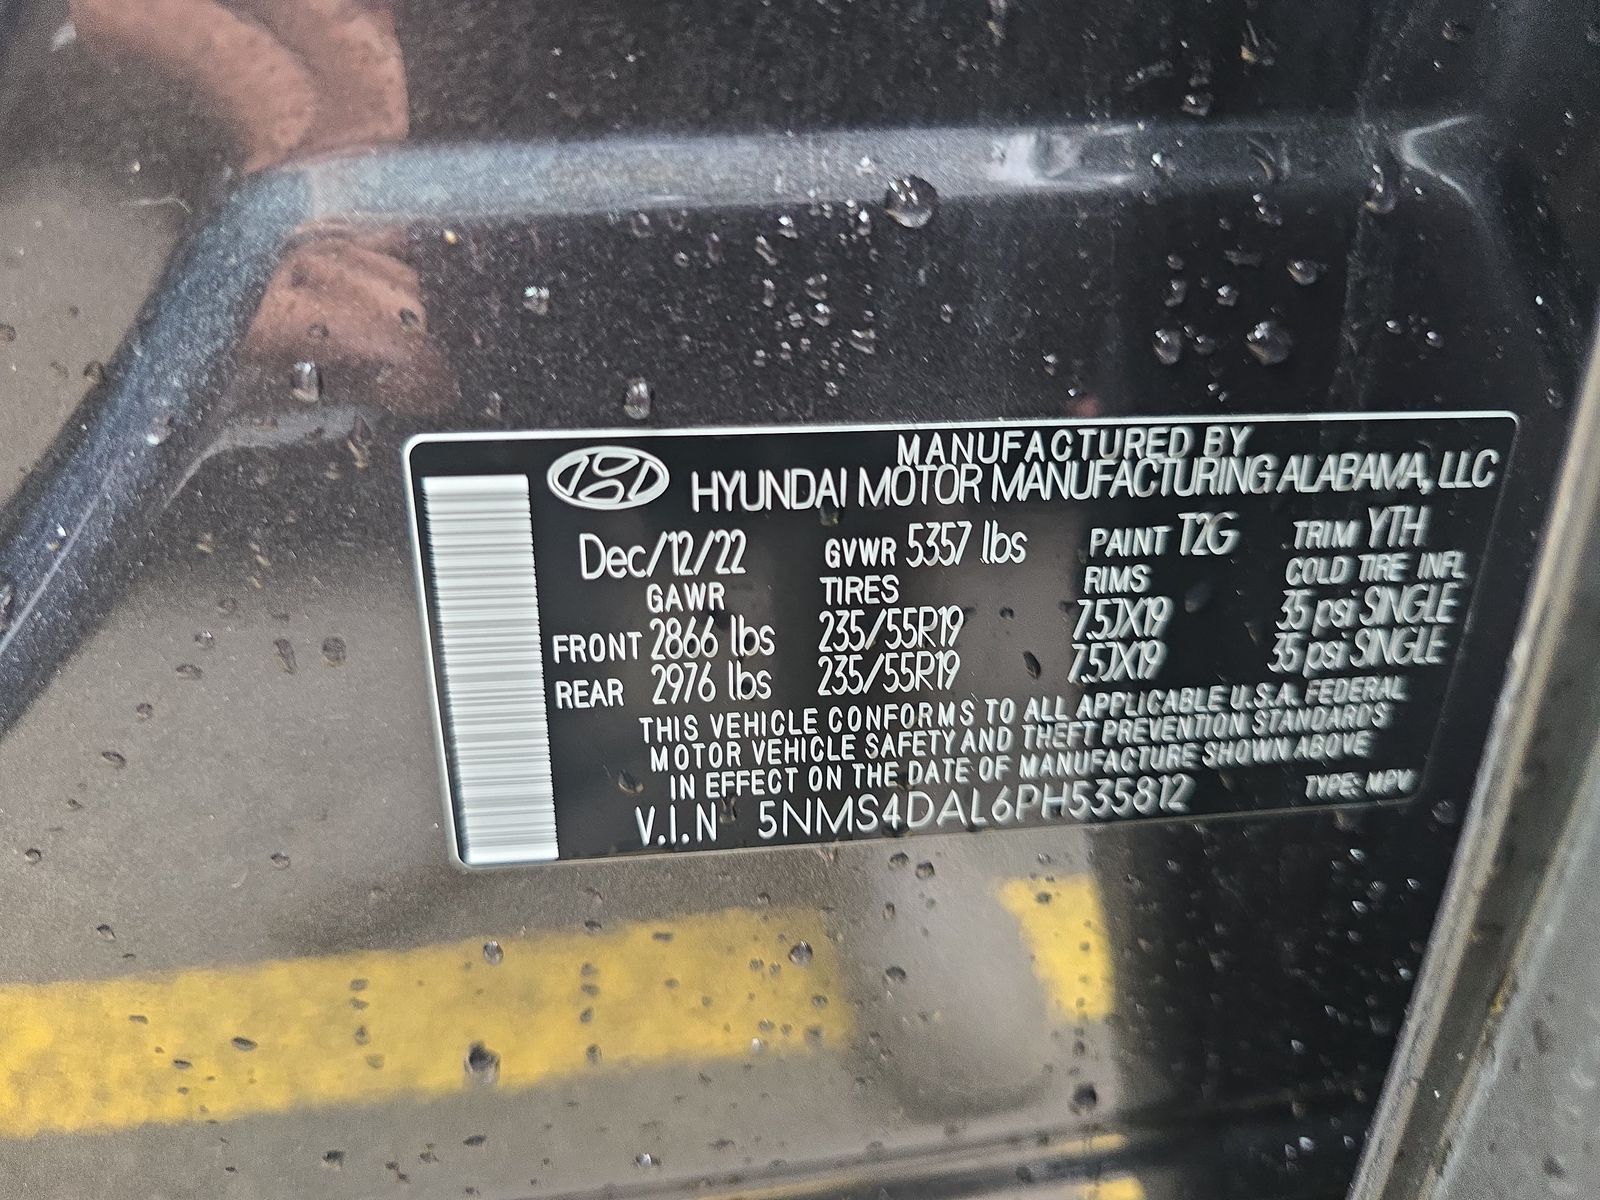 MANUFACTURED BY
HYUNDAI MOTOR MANUFACTURING ALABAMA, LLC
Dec/12/22 GVWR 5357 lbs PAINT T2G TRIM YTH
GAWR TIRES RIMS COLD TIRE INFL
FRONT 2866 lbs 235/55R19 7.5JX19 35 psi SINGLE
REAR 2976 lbs 235/55R19 7.5JX19 35 psi SINGLE
THIS VEHICLE CONFORMS TO ALL APPLICABLE U.S.A. FEDERAL
MOTOR VEHICLE SAFETY AND THEFT PREVENTION STANDARDS
IN EFFECT ON THE DATE OF MANUFACTURE SHOWN ABOVE
V.I.N 5NMS4DAL6PH535812 TYPE: MPV